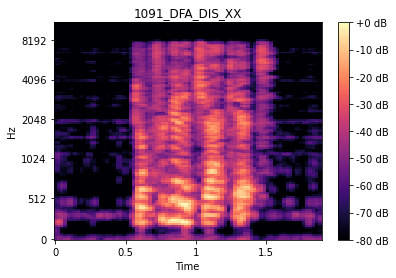 1091_DFA_DIS_XX
+0 dB
8192
-10 dB
4096
-20 dB
-30 dB
2048
-40 dB
Hz
1024
-50 dB
512
-60 dB
-70 dB
0
-80 dB
0
0.5
1
1.5
Time